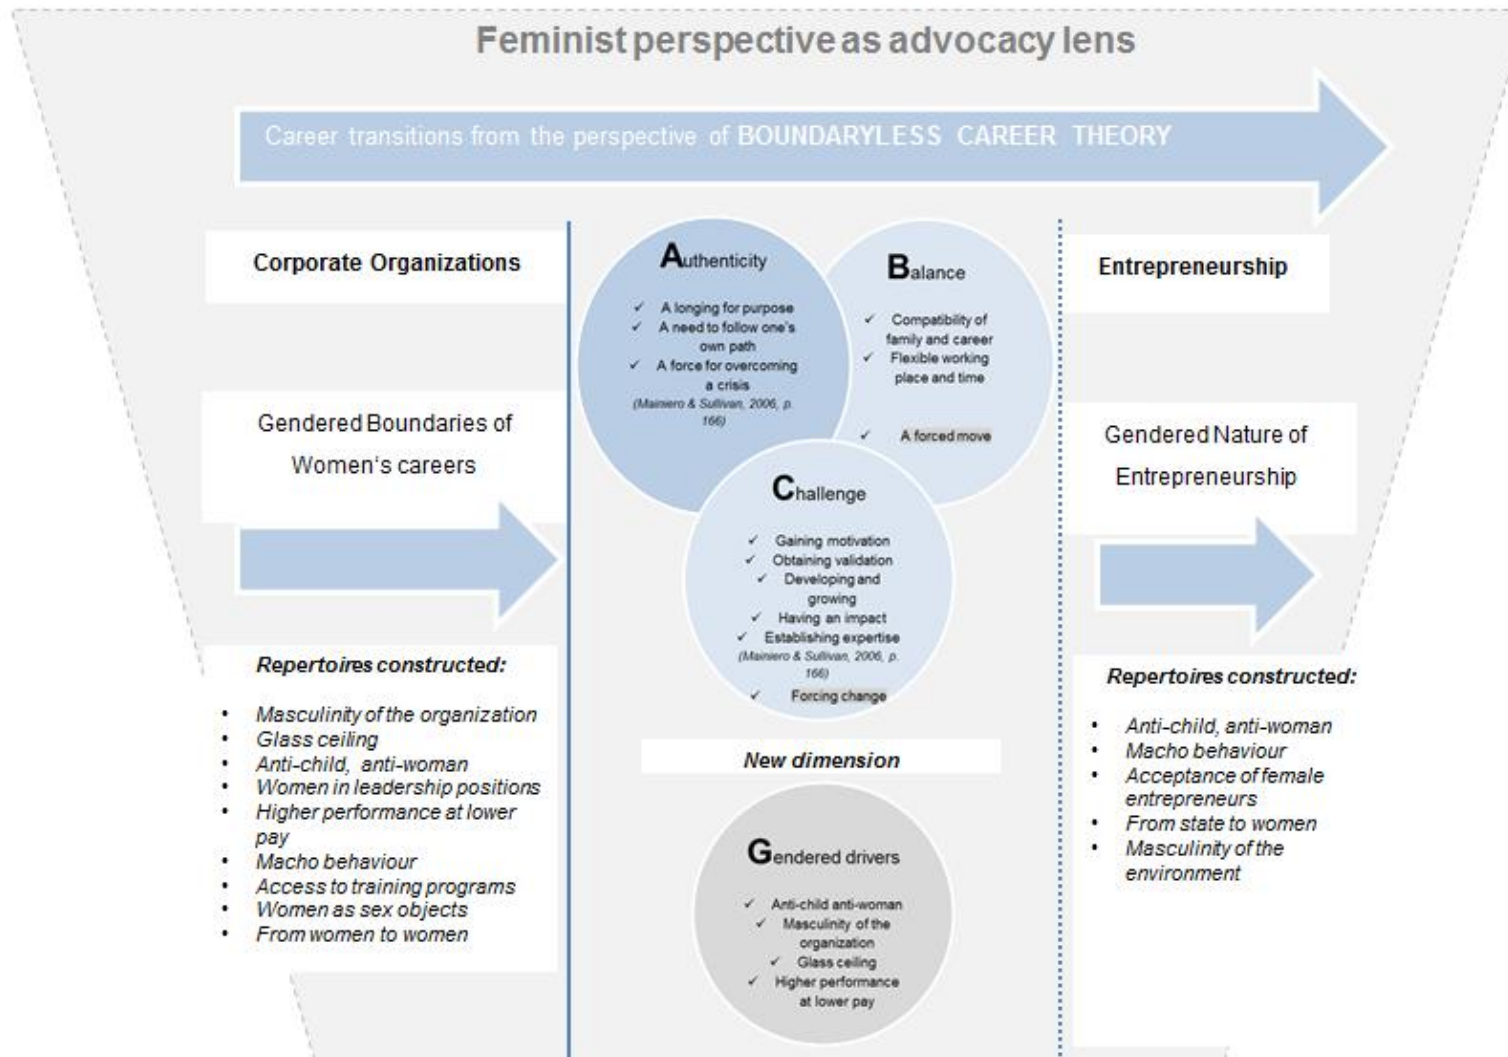 Feminist perspective as advocacy lens
Career transitions from the perspective of BOUNDARYLESS CAREER THEORY
Corporate Organizations
Gendered Boundaries of
Women's careers
Repertoires constructed:
• Masculinity of the organization
• Glass ceiling
• Anti-child, anti-woman
• Women in leadership positions
• Higher performance at lower
pay
• Macho behaviour
• Access to training programs
• Women as sex objects
• From women to women
Authenticity
✓ A longing for purpose
✓ A need to follow one's
own path
✓ A force for overcoming
a crisis
(Mainiero & Sullivan, 2006, p.
166)
Balance
✓ Compatibility of
family and career
✓ Flexible working
place and time
✓ A forced move
Challenge
✓ Gaining motivation
✓ Obtaining validation
✓ Developing and
growing
✓ Having an impact
✓ Establishing expertise
(Mainiero & Sullivan, 2006, p.
166)
✓ Forcing change
New dimension
Gendered drivers
✓ Anti-child anti-woman
✓ Masculinity of the
organization
✓ Glass ceiling
✓ Higher performance
at lower pay
Entrepreneurship
Gendered Nature of
Entrepreneurship
Repertoires constructed:
• Anti-child, anti-woman
• Macho behaviour
• Acceptance of female
entrepreneurs
• From state to women
• Masculinity of the
environment